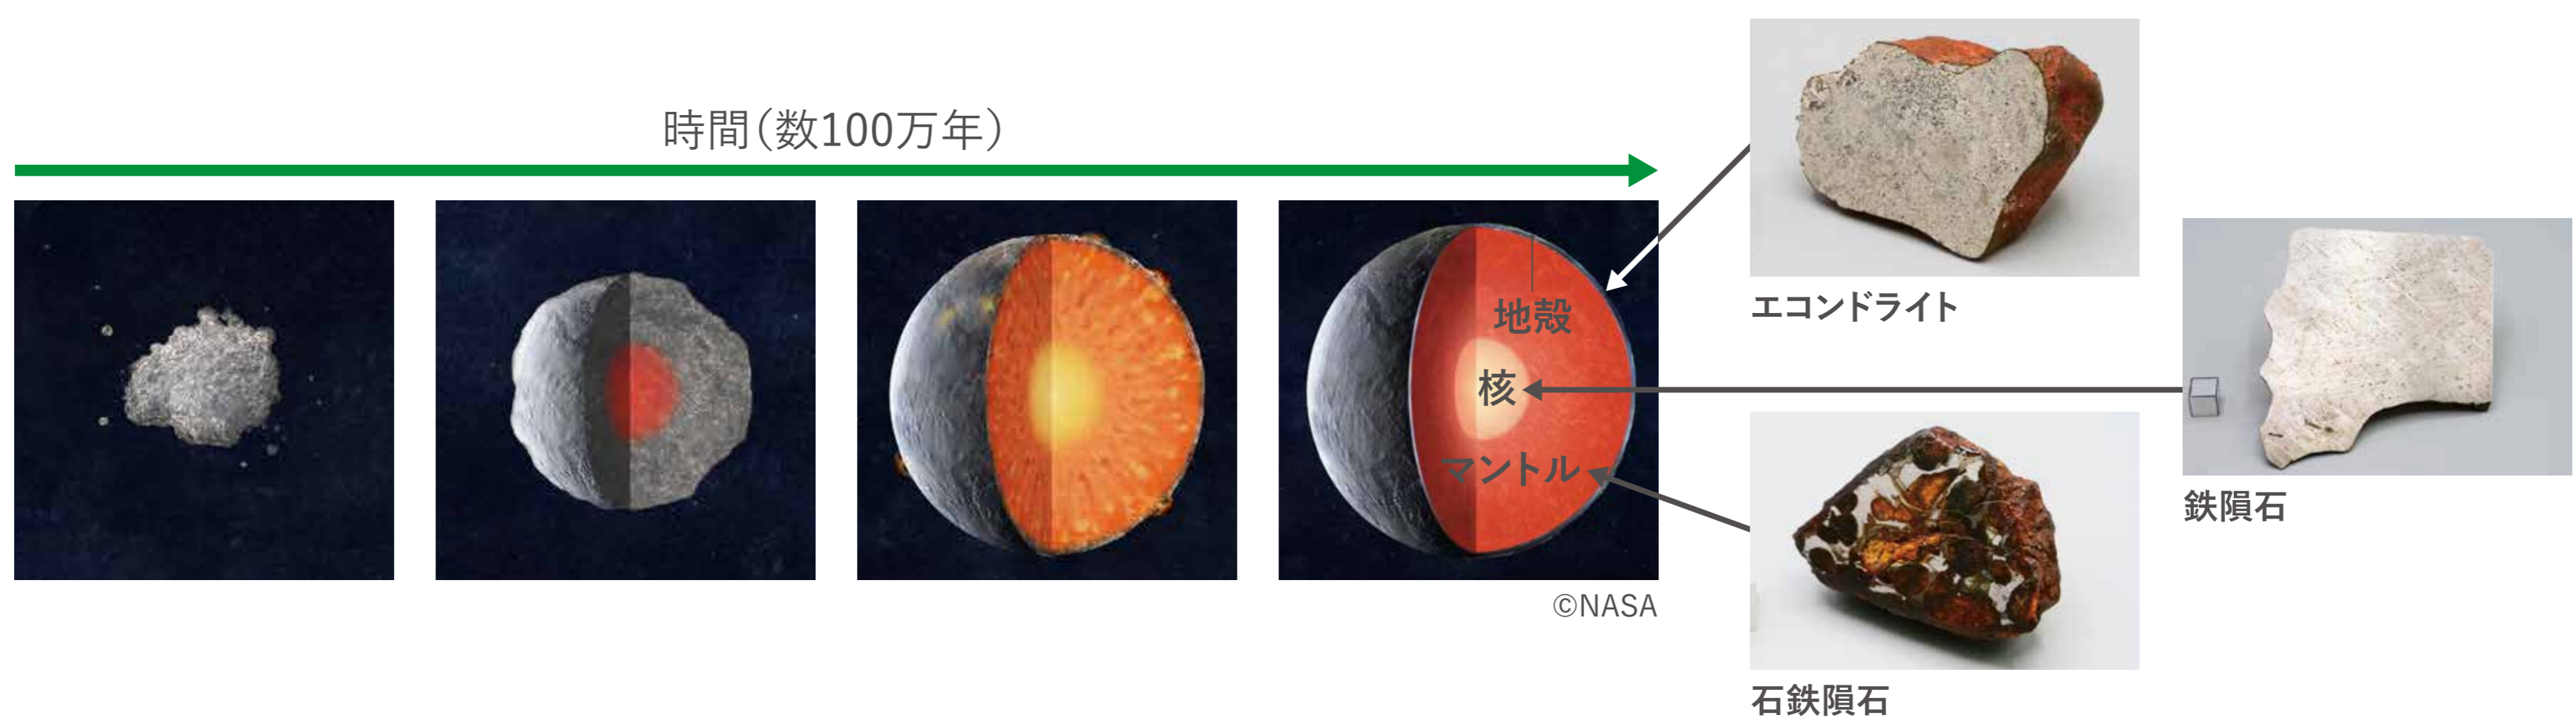 時間（数100万年）
地殻
核
マントル
©NASA
エコンドライト
鉄隕石
石鉄隕石